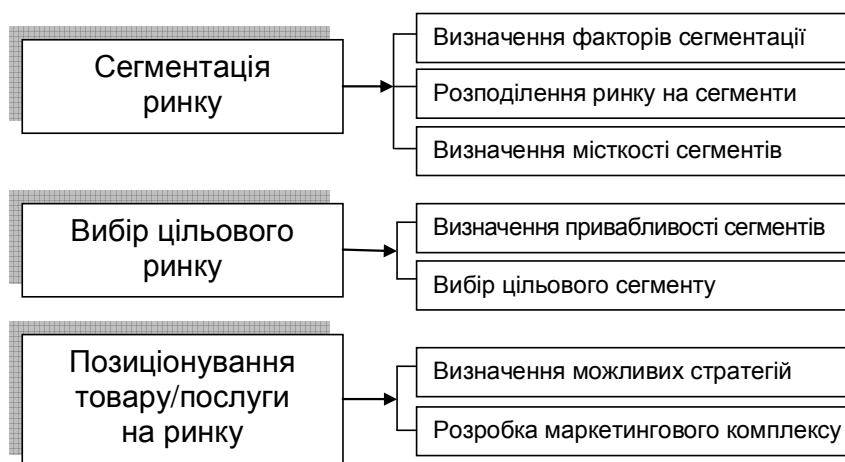 Сегментація
ринку
Визначення факторів сегментації
Розподілення ринку на сегменти
Визначення місткості сегментів
Вибір цільового
ринку
Визначення привабливості сегментів
Вибір цільового сегменту
Позиціонування
товару/послуги
на ринку
Визначення можливих стратегій
Розробка маркетингового комплексу